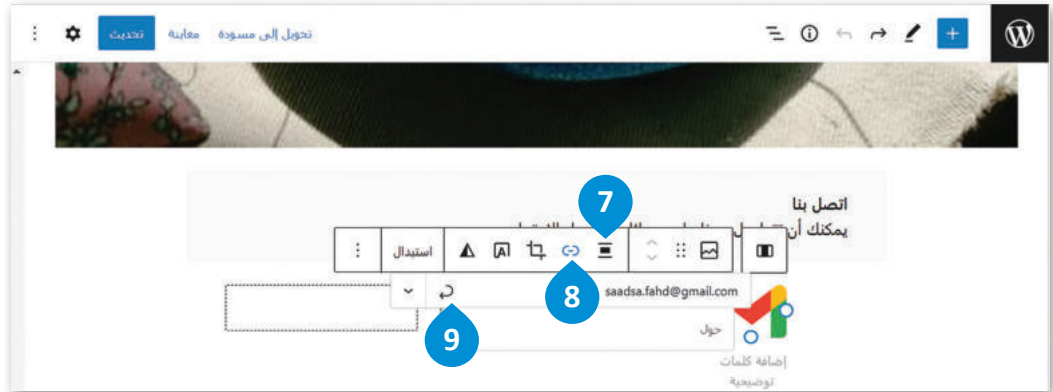 تحويل إلى مسودة معاينة تحديث
7
اتصل بنا
يمكنك أن
استبدال
A
8
saadsa.fahd@gmail.com
9
حول
إضافة كلمات
توضيحية